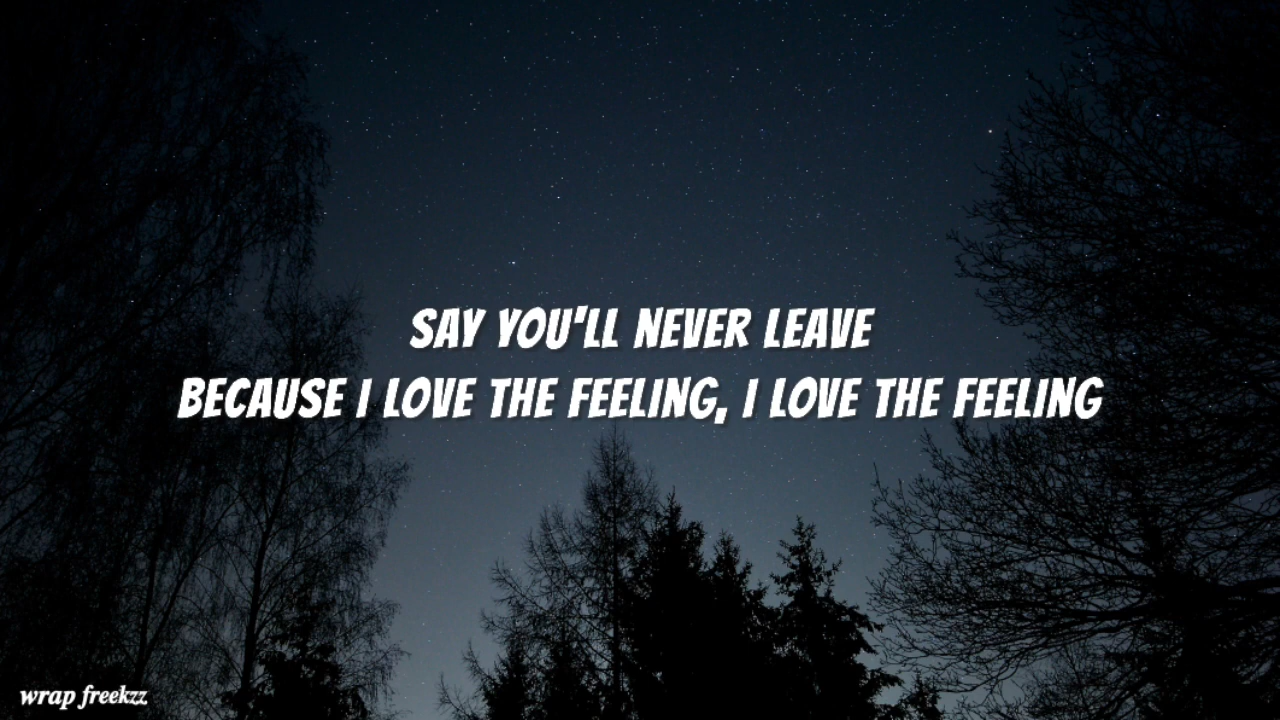 SAY YOU'LL NEVER LEAVE
BECAUSE I LOVE THE FEELING, I LOVE THE FEELING
wrap freekzz